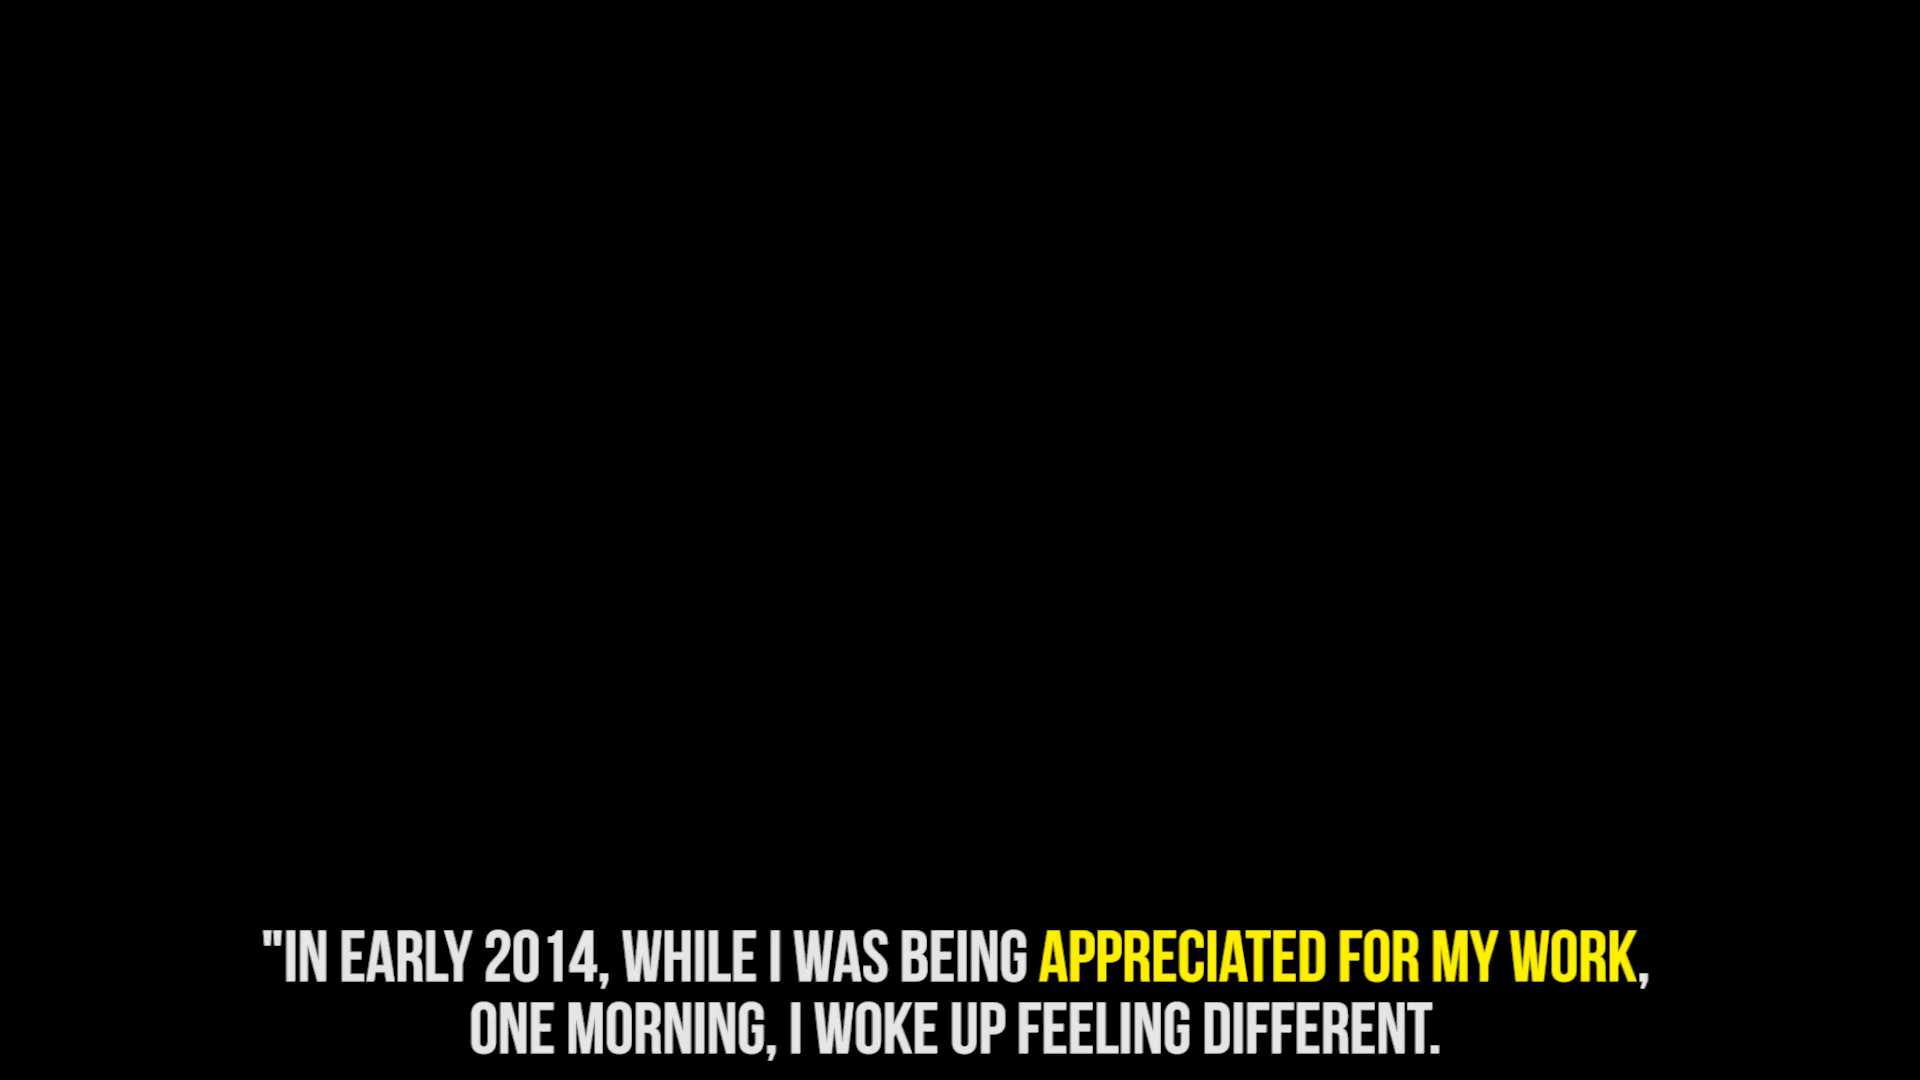 "IN EARLY 2014, WHILE I WAS BEING APPRECIATED FOR MY WORK,
ONE MORNING, I WOKE UP FEELING DIFFERENT.